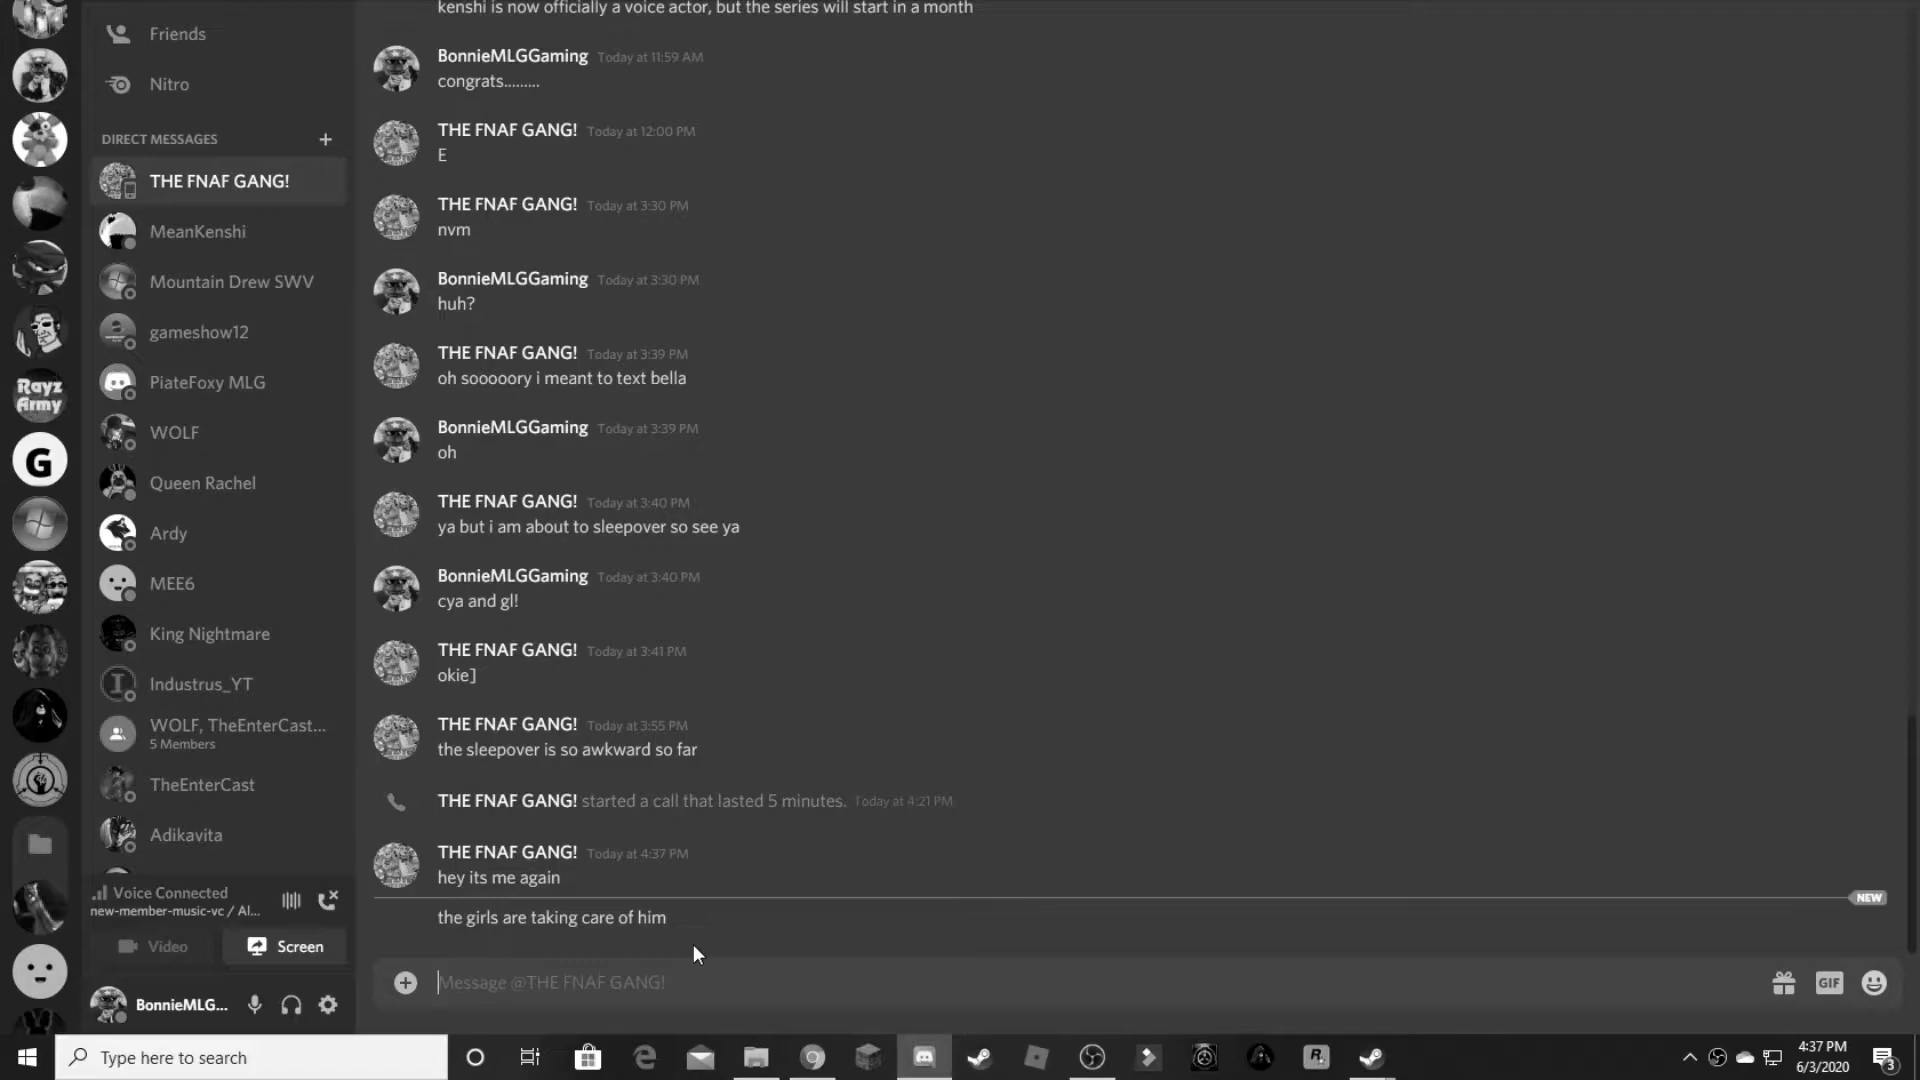 kenshi is now officially a voice actor, but the series will start in a month
Friends
Nitro
DIRECT MESSAGES
THE FNAF GANG!
MeanKenshi
Mountain Drew SWV
gameshow12
PiateFoxy MLG
WOLF
Queen Rachel
Ardy
MEE6
King Nightmare
Industrus_YT
WOLF, TheEnterCast...
5 Members
TheEnterCast
Adikavita
Rayz
Army
G
BonnieMLGGaming Today at 11:59 AM
congrats.........
THE FNAF GANG! Today at 12:00 PM
E
THE FNAF GANG! Today at 3:30 PM
nvm
BonnieMLGGaming Today at 3:30 PM
huh?
THE FNAF GANG! Today at 3:39 PM
oh sooooory i meant to text bella
BonnieMLGGaming Today at 3:39 PM
oh
THE FNAF GANG! Today at 3:40 PM
ya but i am about to sleepover so see ya
BonnieMLGGaming Today at 3:40 PM
cya and gl!
THE FNAF GANG! Today at 3:41 PM
okie]
THE FNAF GANG! Today at 3:55 PM
the sleepover is so awkward so far
THE FNAF GANG! started a call that lasted 5 minutes. Today at 4:21 PM
THE FNAF GANG! Today at 4:37 PM
hey its me again
NEW
the girls are taking care of him
Voice Connected
new-member-music-vc / Al...
Video
Screen
BonnieMLG...
Message @THE FNAF GANG!
GIF
Type here to search
R.
4:37 PM
6/3/2020
3